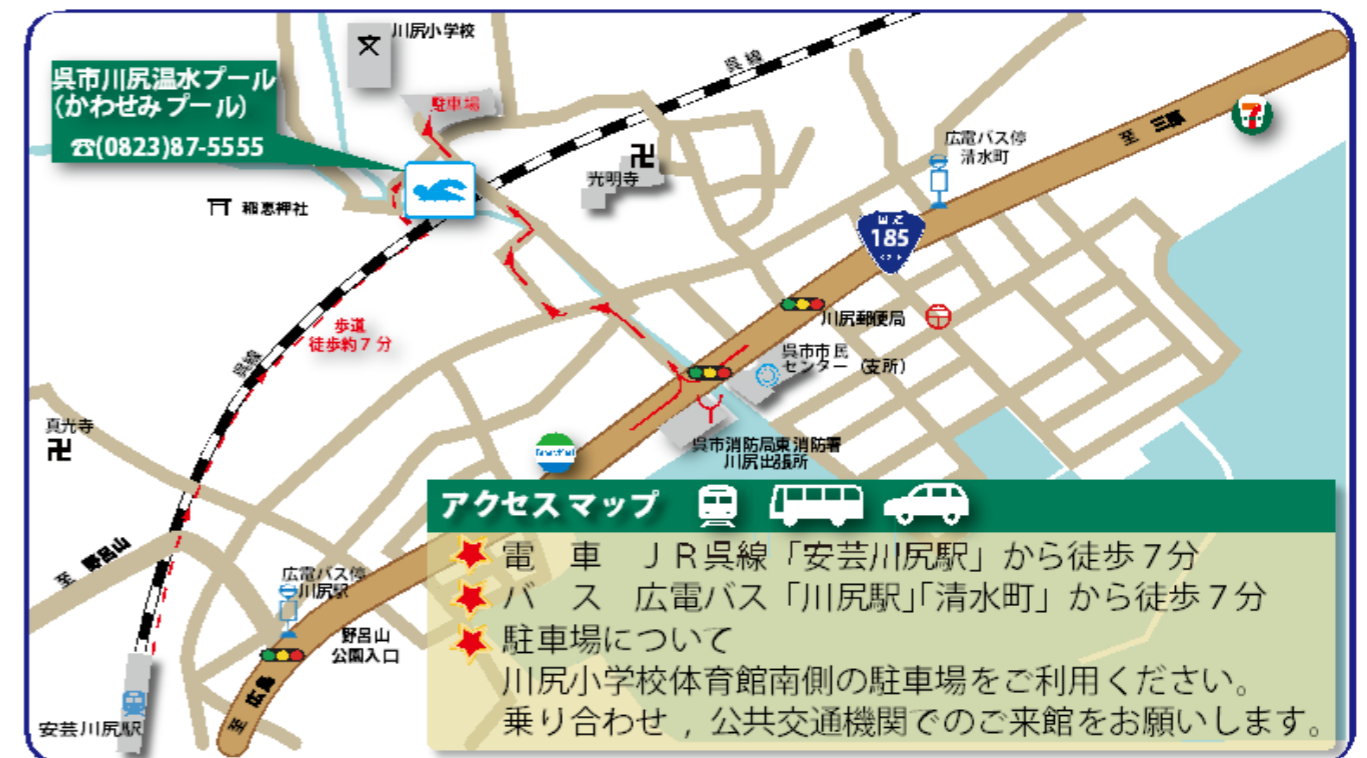 川尻小学校
呉線
呉市川尻温水プール
(かわせみプール)
☎(0823)87-5555
駐車場
光明寺
広電バス停
清水町
至
7
稲恵神社
185
川尻郵便局
歩道
徒歩約7分
呉市市民
センター (支所)
呉線
真光寺
呉市消防局東消防署
川尻出張所
FamilyMart
アクセスマップ
電　車　JR呉線「安芸川尻駅」から徒歩7分
バ　ス　広電バス「川尻駅」「清水町」から徒歩7分
駐車場について
川尻小学校体育館南側の駐車場をご利用ください。
乗り合わせ , 公共交通機関でのご来館をお願いします。
至 野呂山
広電バス停
川尻駅
野呂山
公園入口
至 広島
安芸川尻駅